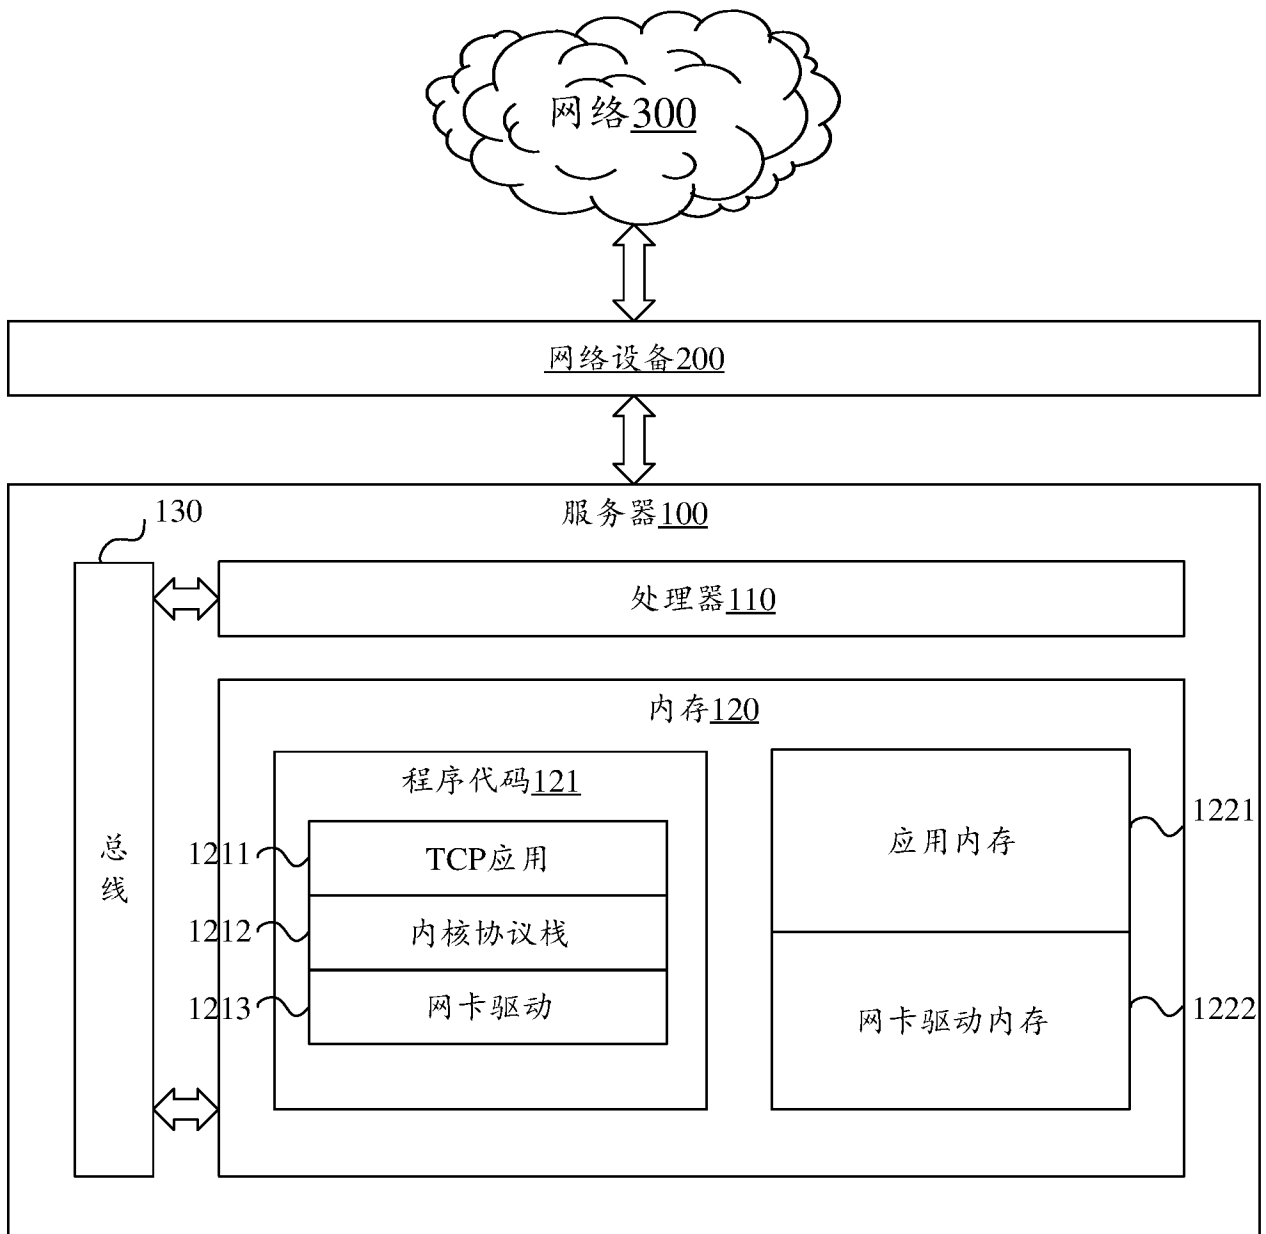 网络300
网络设备200
服务器100
130
处理器110
内存120
程序代码121
1211
TCP应用
1212
内核协议栈
1213
网卡驱动
应用内存
1221
网卡驱动内存
1222
总线